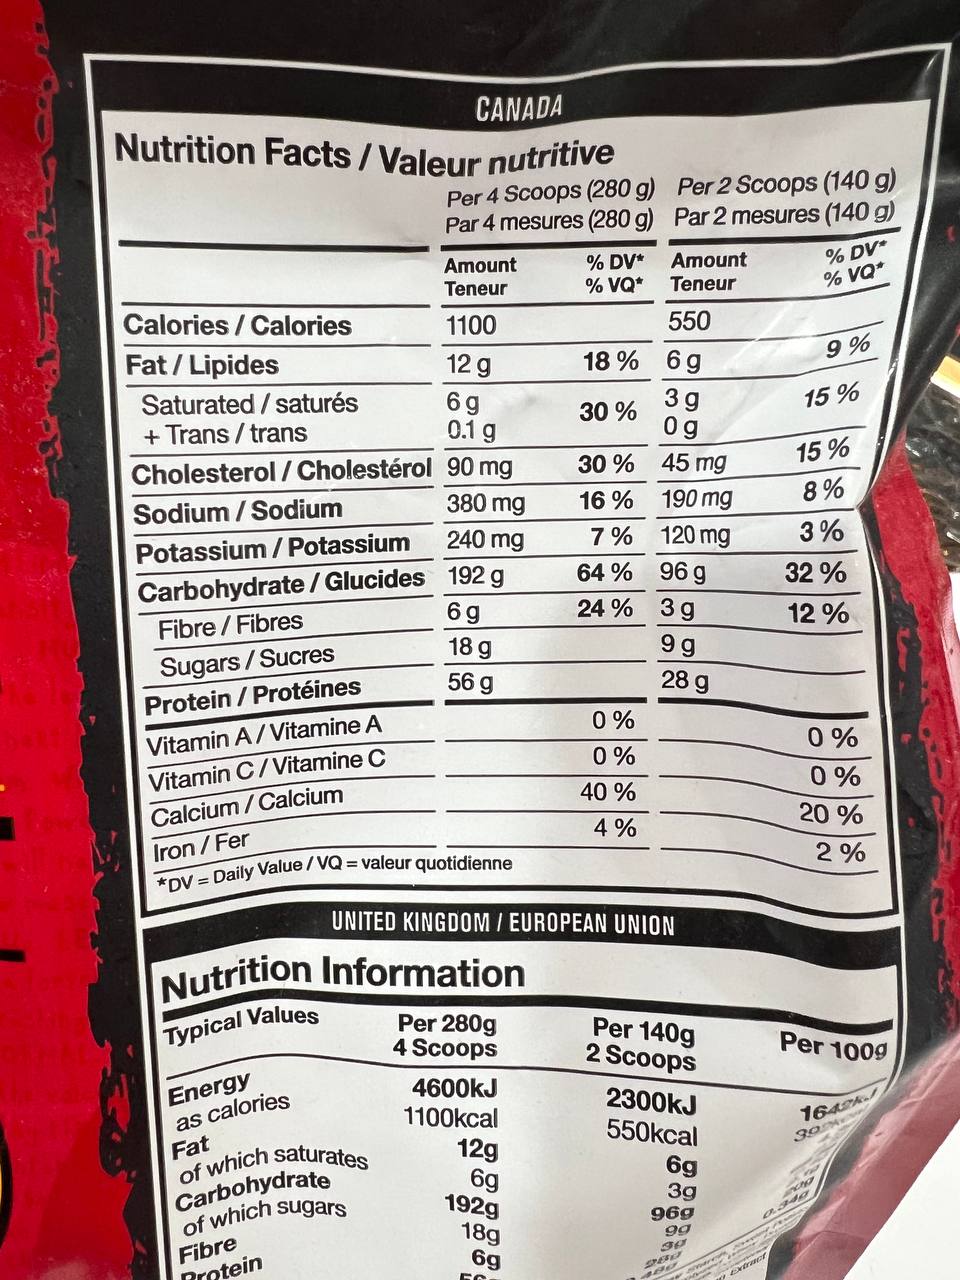 CANADA
Nutrition Facts / Valeur nutritive
Per 4 Scoops (280 g) Per 2 Scoops (140 g)
Par 4 mesures (280 g) Par 2 mesures (140 g)
Amount % DV* Amount % DV*
Teneur % VQ* Teneur % VQ*
Calories / Calories 1100 550
Fat / Lipides 12 g 18 % 6 g 9 %
Saturated / saturés 6 g 30 % 3 g 15 %
+ Trans / trans 0.1 g 0 g
Cholesterol / Cholestérol 90 mg 30 % 45 mg 15 %
Sodium / Sodium 380 mg 16 % 190 mg 8 %
Potassium / Potassium 240 mg 7 % 120 mg 3 %
Carbohydrate / Glucides 192 g 64 % 96 g 32 %
Fibre / Fibres 6 g 24 % 3 g 12 %
Sugars / Sucres 18 g 9 g
Protein / Protéines 56 g 28 g
Vitamin A / Vitamine A 0 % 0 %
Vitamin C / Vitamine C 0 % 0 %
Calcium / Calcium 40 % 20 %
Iron / Fer 4 % 2 %
*DV = Daily Value / VQ = valeur quotidienne
UNITED KINGDOM / EUROPEAN UNION
Nutrition Information
Typical Values Per 280g Per 140g Per 100g
4 Scoops 2 Scoops
Energy 4600kJ 2300kJ
as calories 1100kcal 550kcal
Fat 12g 6g
of which saturates 6g 3g
Carbohydrate 192g 96g
of which sugars 18g 9g
Fibre 6g 3g
Protein 28g
0.34g
Extract